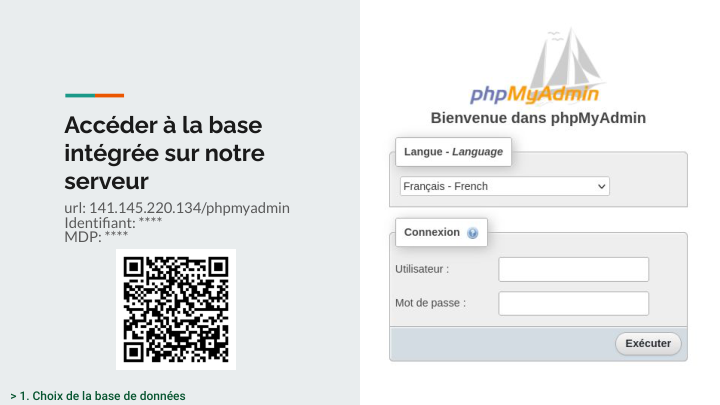 Accéder à la base
intégrée sur notre
serveur
url: 141.145.220.134/phpmyadmin
Identifiant: ****
MDP: ****
> 1. Choix de la base de données
phpMyAdmin
Bienvenue dans phpMyAdmin
Langue - Language
Français - French
Connexion
Utilisateur :
Mot de passe :
Exécuter